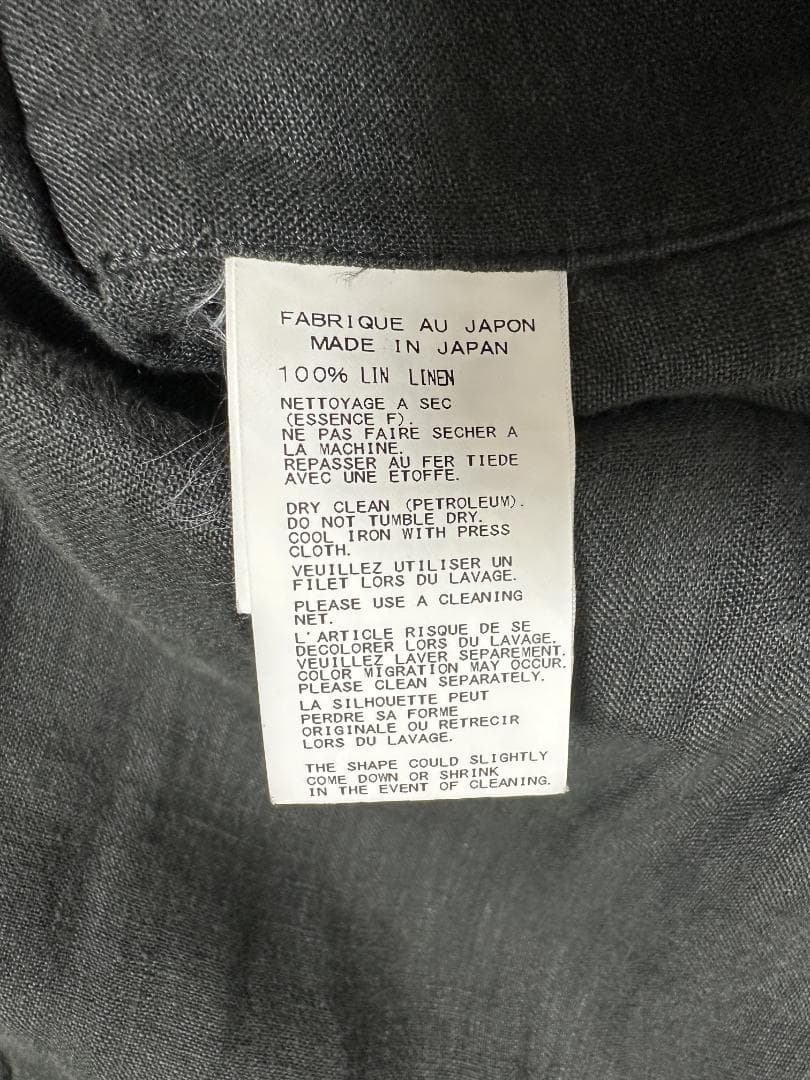 FABRIQUE AU JAPON
MADE IN JAPAN
100% LIN LINEN
NETTOYAGE A SEC
(ESSENCE F).
NE PAS FAIRE SECHER A
LA MACHINE.
REPASSER AU FER TIEDE
AVEC UNE ETOFFE.
DRY CLEAN (PETROLEUM).
DO NOT TUMBLE DRY.
COOL IRON WITH PRESS
CLOTH.
VEUILLEZ UTILISER UN
FILET LORS DU LAVAGE.
PLEASE USE A CLEANING
NET.
L'ARTICLE RISQUE DE SE
DECOLORER LORS DU LAVAGE.
VEUILLEZ LAVER SEPAREMENT.
COLOR MIGRATION MAY OCCUR.
PLEASE CLEAN SEPARATELY.
LA SILHOUETTE PEUT
PERDRE SA FORME
ORIGINALE OU RETRECIR
LORS DU LAVAGE.
THE SHAPE COULD SLIGHTLY
COME DOWN OR SHRINK
IN THE EVENT OF CLEANING.